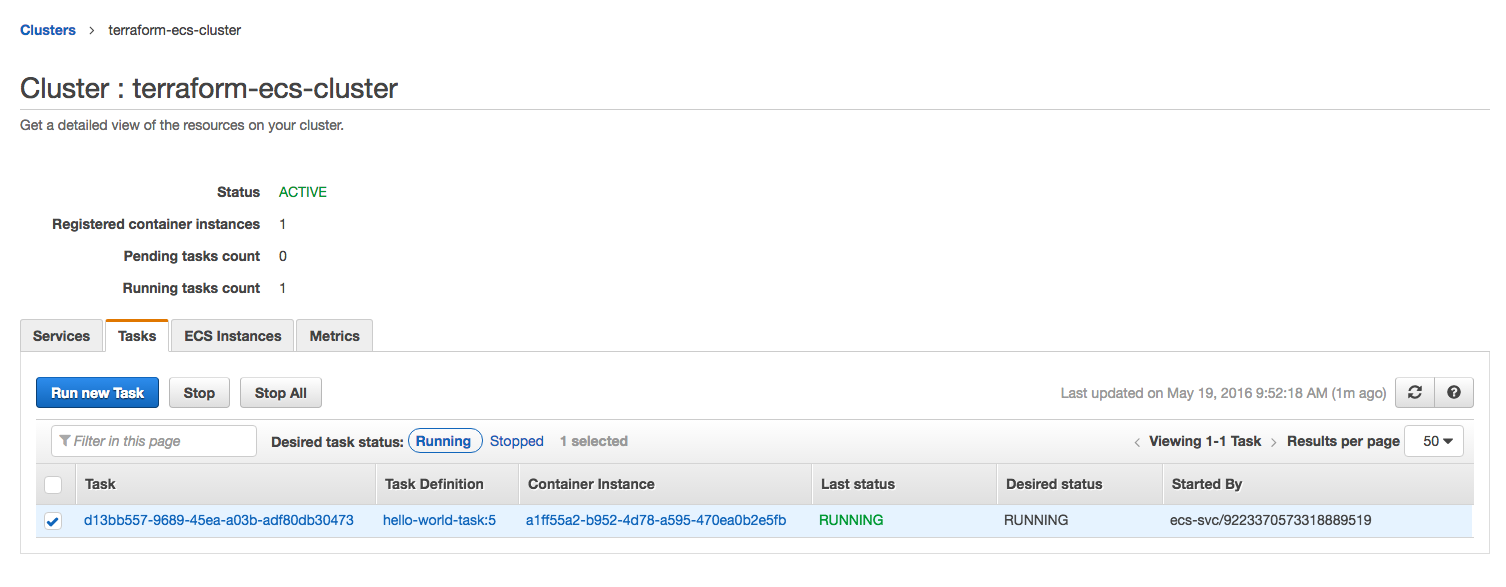 Clusters > terraform-ecs-cluster
Cluster : terraform-ecs-cluster
Get a detailed view of the resources on your cluster.
Status ACTIVE
Registered container instances 1
Pending tasks count 0
Running tasks count 1
Services Tasks ECS Instances Metrics
Run new Task Stop Stop All Last updated on May 19, 2016 9:52:18 AM (1m ago) ?
Filter in this page Desired task status: Running Stopped 1 selected < Viewing 1-1 Task > Results per page 50
Task Task Definition Container Instance Last status Desired status Started By
d13bb557-9689-45ea-a03b-adf80db30473 hello-world-task:5 a1ff55a2-b952-4d78-a595-470ea0b2e5fb RUNNING RUNNING ecs-svc/9223370573318889519